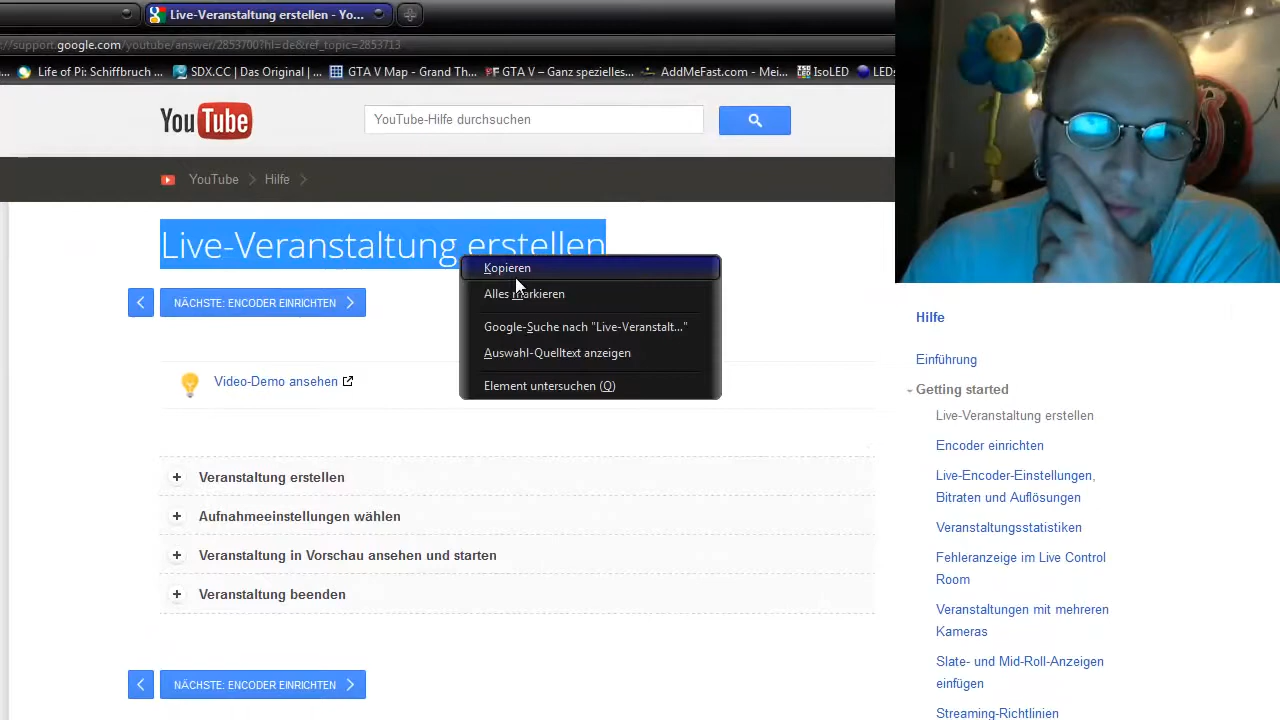 Live-Veranstaltung erstellen - Yo...
://support.google.com/youtube/answer/2853700?hl=de&ref_topic=2853713
... Life of Pi: Schiffbruch ... SDX.CC | Das Original | ... GTA V Map - Grand Th... GTA V – Ganz spezielles... AddMeFast.com - Mei... IsoLED LEDs
YouTube
YouTube-Hilfe durchsuchen
YouTube Hilfe
Live-Veranstaltung erstellen
Kopieren
Alles markieren
Google-Suche nach "Live-Veranstalt..."
Auswahl-Quelltext anzeigen
Element untersuchen (Q)
NÄCHSTE: ENCODER EINRICHTEN
Video-Demo ansehen
Veranstaltung erstellen
Aufnahmeeinstellungen wählen
Veranstaltung in Vorschau ansehen und starten
Veranstaltung beenden
NÄCHSTE: ENCODER EINRICHTEN
Hilfe
Einführung
Getting started
Live-Veranstaltung erstellen
Encoder einrichten
Live-Encoder-Einstellungen,
Bitraten und Auflösungen
Veranstaltungsstatistiken
Fehleranzeige im Live Control
Room
Veranstaltungen mit mehreren
Kameras
Slate- und Mid-Roll-Anzeigen
einfügen
Streaming-Richtlinien